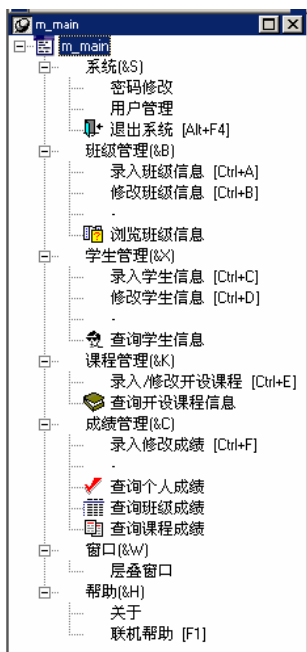 m_main
m_main
系统(&S)
密码修改
用户管理
退出系统 [Alt+F4]
班级管理(&B)
录入班级信息 [Ctrl+A]
修改班级信息 [Ctrl+B]
-
浏览班级信息
学生管理(&X)
录入学生信息 [Ctrl+C]
修改学生信息 [Ctrl+D]
-
查询学生信息
课程管理(&K)
录入/修改开设课程 [Ctrl+E]
查询开设课程信息
成绩管理(&C)
录入修改成绩 [Ctrl+F]
-
查询个人成绩
查询班级成绩
查询课程成绩
窗口(&W)
层叠窗口
帮助(&H)
关于
联机帮助 [F1]